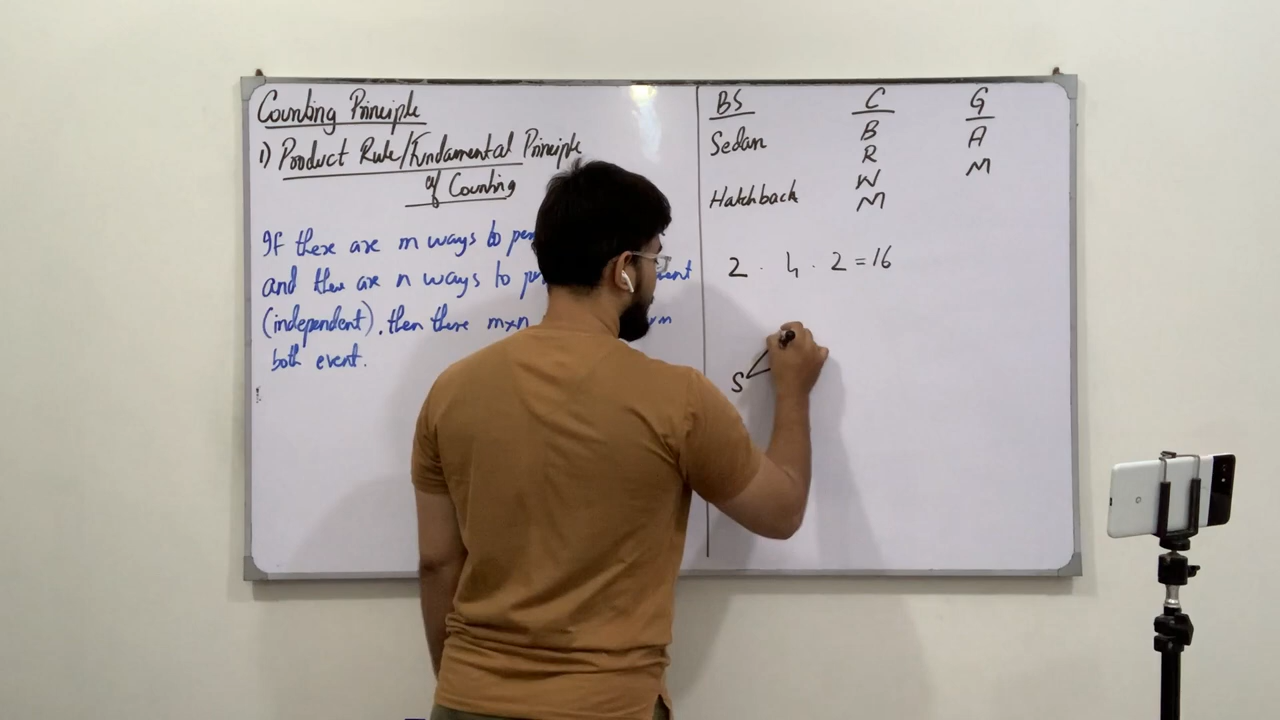 Counting Principle
1) Product Rule/Fundamental Principle
of Counting
If there are m ways to
and there are n ways to
(independent), then there m×n
both event.
BS C G
Sedan B A
R M
Hatchback W
M
2 . 4 . 2 = 16
S